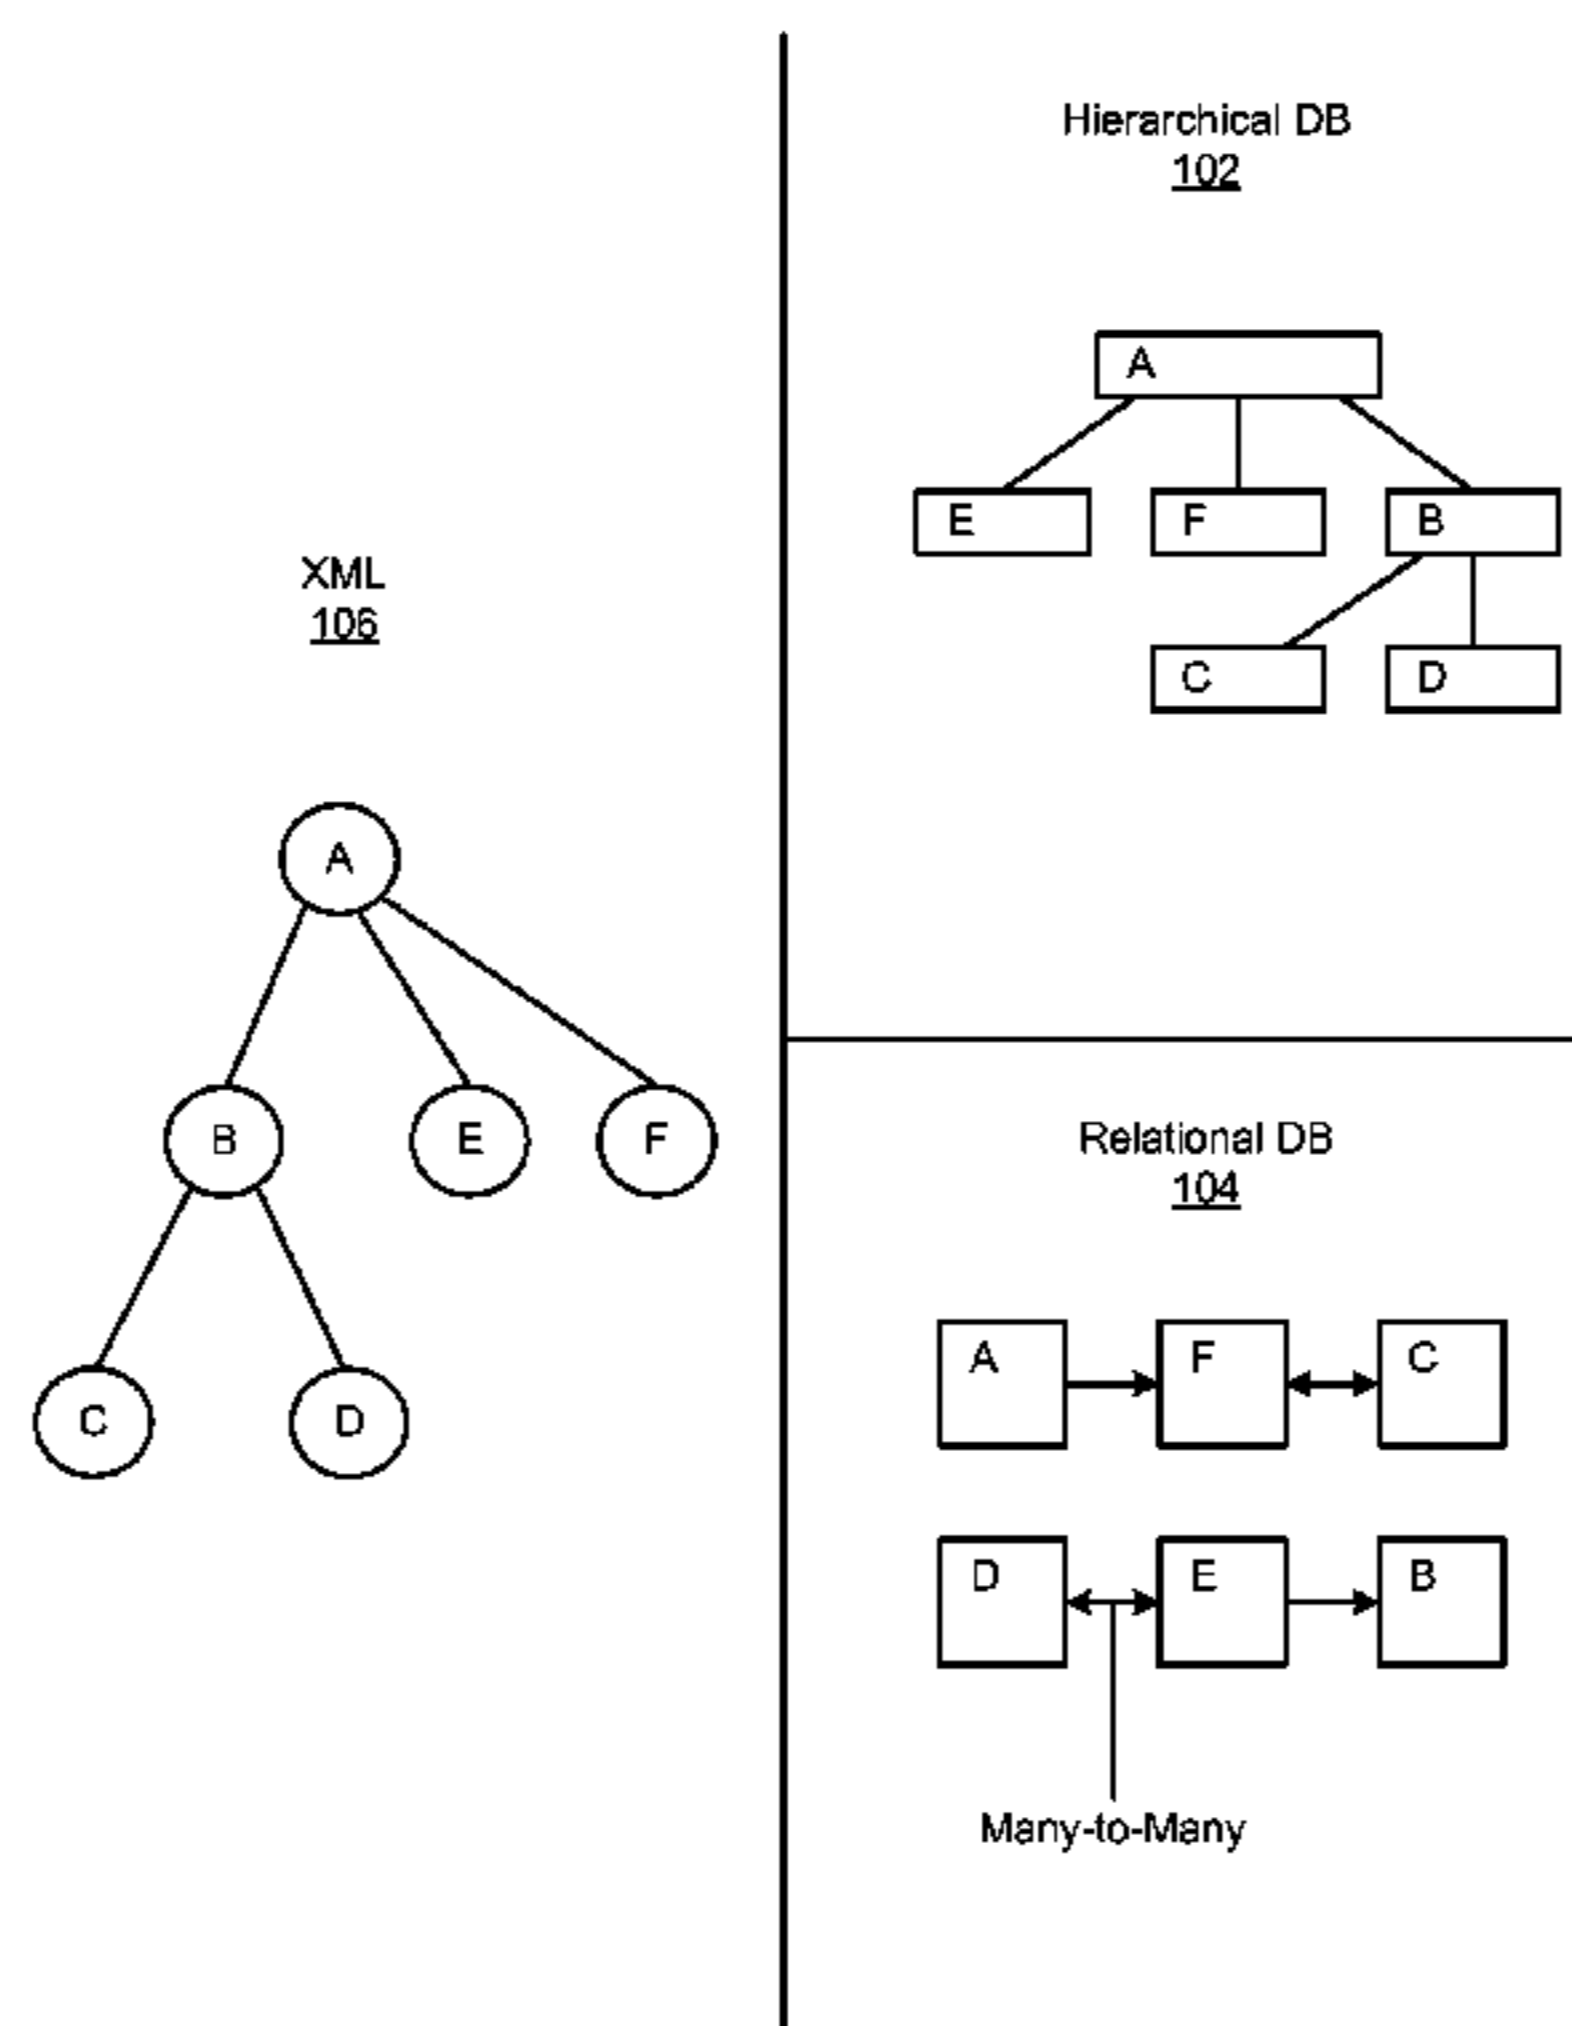 XML
106
A
B
E
F
C
D
Hierarchical DB
102
A
E
F
B
C
D
Relational DB
104
A
F
C
D
E
B
Many-to-Many